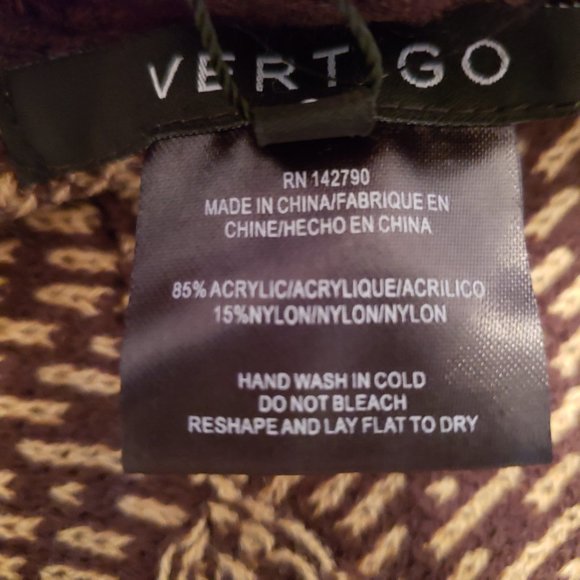 VERTIGO
RN 142790
MADE IN CHINA/FABRIQUE EN
CHINE/HECHO EN CHINA
85% ACRYLIC/ACRYLIQUE/ACRILICO
15%NYLON/NYLON/NYLON
HAND WASH IN COLD
DO NOT BLEACH
RESHAPE AND LAY FLAT TO DRY